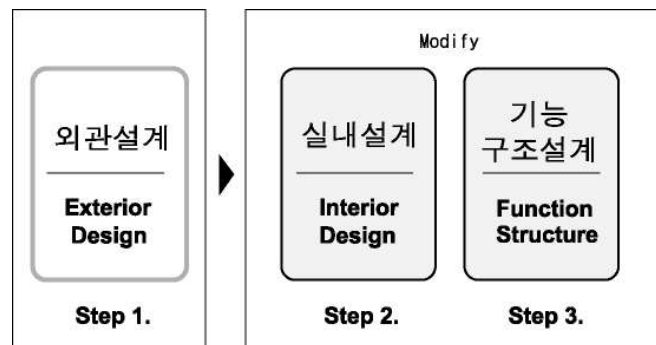 외관설계
Exterior
Design
Step 1.
Modify
실내설계
Interior
Design
Step 2.
기능
구조설계
Function
Structure
Step 3.